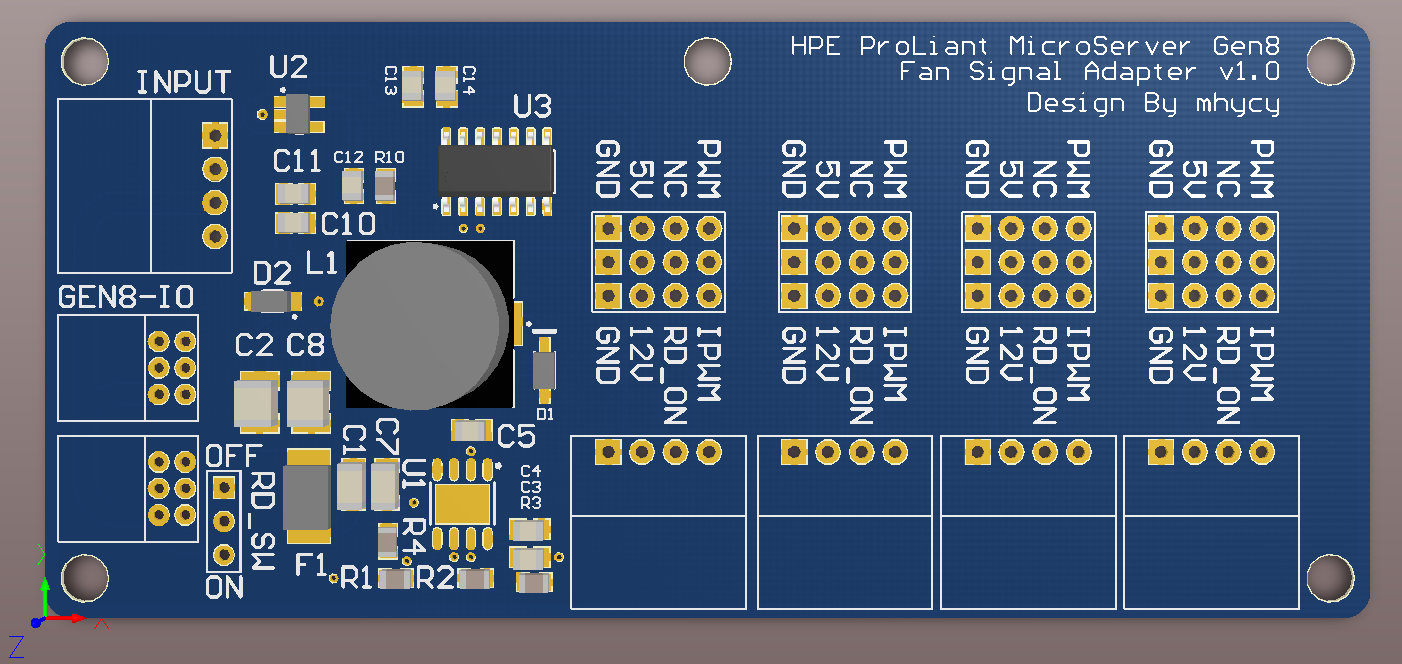 HPE ProLiant MicroServer Gen8
Fan Signal Adapter v1.0
Design By mhycy
INPUT
U2
C13
C14
U3
C11
C12
R10
C10
D2
L1
GEN8-IO
C2
C8
D1
C5
C1
C7
U1
C4
C3
R3
OFF
RD_SW
ON
F1
R4
R1
R2
GND 5V NC PWM
GND 5V NC PWM
GND 5V NC PWM
GND 5V NC PWM
GND 12V RD_ON IPWM
GND 12V RD_ON IPWM
GND 12V RD_ON IPWM
GND 12V RD_ON IPWM
Y
X
Z